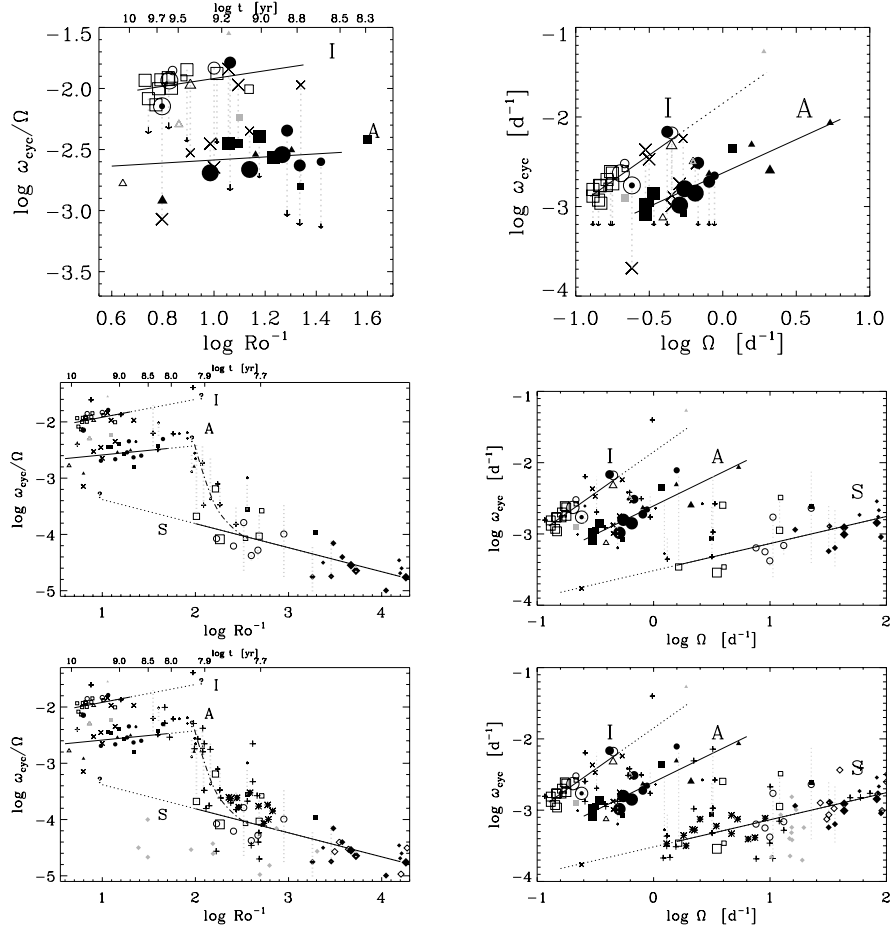 log t [yr]
10 9.7 9.5 9.2 9.1 8.8 8.5 8.3
-1.5
-2.0
-2.5
-3.0
-3.5
log ω_cyc/Ω
I
A
0.6 0.8 1.0 1.2 1.4 1.6
log Ro⁻¹
-1
-2
-3
-4
log ω_cyc [d⁻¹]
I
A
-1.0 -0.5 0.0 0.5 1.0
log Ω [d⁻¹]
log t [yr]
10 9.1 8.5 8.0 7.9 7.7
-2
-3
-4
-5
log ω_cyc/Ω
?
I
A
?
S
1 2 3 4
log Ro⁻¹
-1
-2
-3
-4
log ω_cyc [d⁻¹]
I
A
S
-1 0 1 2
log Ω [d⁻¹]
log t [yr]
10 9.1 8.5 8.0 7.9 7.7
-2
-3
-4
-5
log ω_cyc/Ω
?
I
A
?
S
1 2 3 4
log Ro⁻¹
-1
-2
-3
-4
log ω_cyc [d⁻¹]
I
A
S
-1 0 1 2
log Ω [d⁻¹]